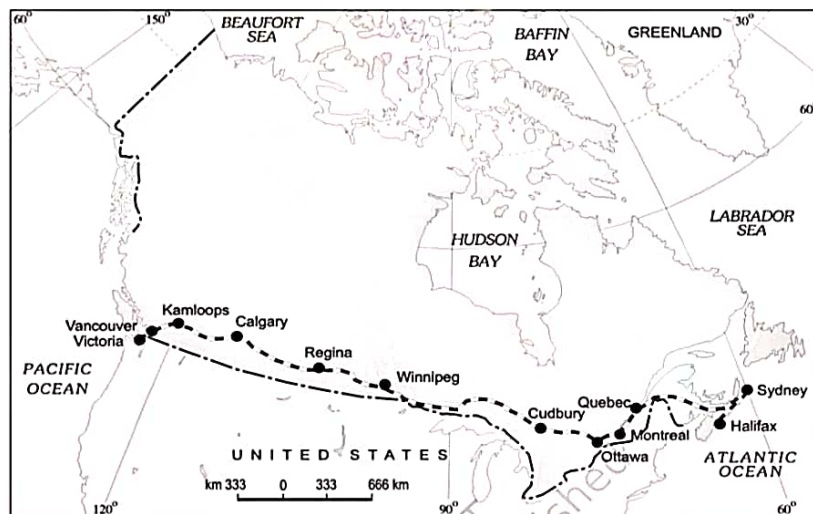 60°
150°
BEAUFORT
SEA
BAFFIN
BAY
GREENLAND
30°
60°
LABRADOR
SEA
HUDSON
BAY
Kamloops
Calgary
Vancouver
Victoria
Regina
Winnipeg
PACIFIC
OCEAN
Quebec
Sydney
Cudbury
Montreal
Halifax
Ottawa
UNITED STATES
ATLANTIC
OCEAN
km 333 0 333 666 km
120°
90°
60°